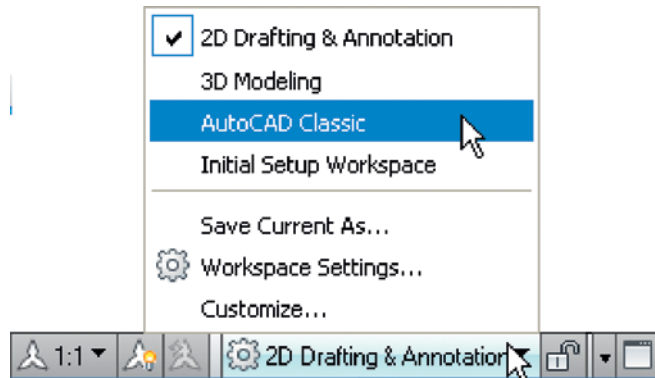 2D Drafting & Annotation
3D Modeling
AutoCAD Classic
Initial Setup Workspace
Save Current As...
Workspace Settings...
Customize...
1:1 2D Drafting & Annotation